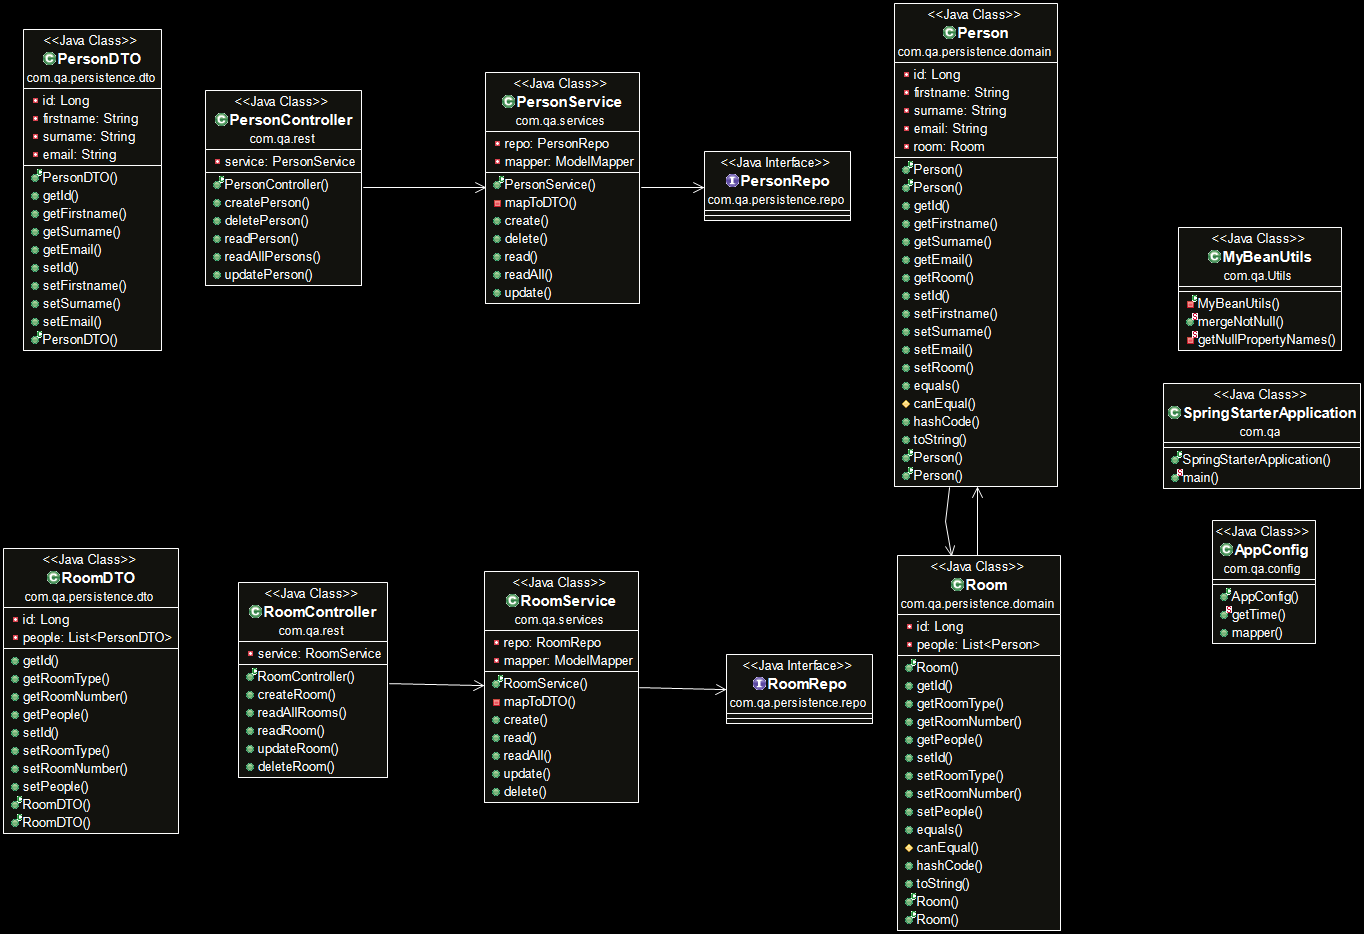 <<Java Class>>
PersonDTO
com.qa.persistence.dto
id: Long
firstname: String
surname: String
email: String
PersonDTO()
getId()
getFirstname()
getSurname()
getEmail()
setId()
setFirstname()
setSurname()
setEmail()
PersonDTO()
<<Java Class>>
PersonController
com.qa.rest
service: PersonService
PersonController()
createPerson()
deletePerson()
readPerson()
readAllPersons()
updatePerson()
<<Java Class>>
PersonService
com.qa.services
repo: PersonRepo
mapper: ModelMapper
PersonService()
mapToDTO()
create()
delete()
read()
readAll()
update()
<<Java Interface>>
PersonRepo
com.qa.persistence.repo
<<Java Class>>
Person
com.qa.persistence.domain
id: Long
firstname: String
surname: String
email: String
room: Room
Person()
Person()
getId()
getFirstname()
getSurname()
getEmail()
getRoom()
setId()
setFirstname()
setSurname()
setEmail()
setRoom()
equals()
canEqual()
hashCode()
toString()
Person()
Person()
<<Java Class>>
MyBeanUtils
com.qa.Utils
MyBeanUtils()
mergeNotNull()
getNullPropertyNames()
<<Java Class>>
SpringStarterApplication
com.qa
SpringStarterApplication()
main()
<<Java Class>>
AppConfig
com.qa.config
AppConfig()
getTime()
mapper()
<<Java Class>>
RoomDTO
com.qa.persistence.dto
id: Long
people: List<PersonDTO>
getId()
getRoomType()
getRoomNumber()
getPeople()
setId()
setRoomType()
setRoomNumber()
setPeople()
RoomDTO()
RoomDTO()
<<Java Class>>
RoomController
com.qa.rest
service: RoomService
RoomController()
createRoom()
readAllRooms()
readRoom()
updateRoom()
deleteRoom()
<<Java Class>>
RoomService
com.qa.services
repo: RoomRepo
mapper: ModelMapper
RoomService()
mapToDTO()
create()
read()
readAll()
update()
delete()
<<Java Interface>>
RoomRepo
com.qa.persistence.repo
<<Java Class>>
Room
com.qa.persistence.domain
id: Long
people: List<Person>
Room()
getId()
getRoomType()
getRoomNumber()
getPeople()
setId()
setRoomType()
setRoomNumber()
setPeople()
equals()
canEqual()
hashCode()
toString()
Room()
Room()